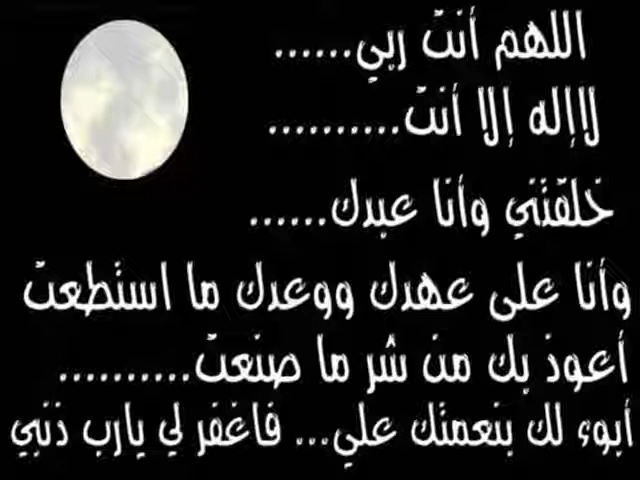 اللهم أنت ربي......
لاإله إلا أنت..........
خلقتني وأنا عبدك......
وأنا على عهدك ووعدك ما استطعت
أعوذ بك من شر ما صنعت..........
أبوء لك بنعمتك علي... فاغفر لي يارب ذنبي